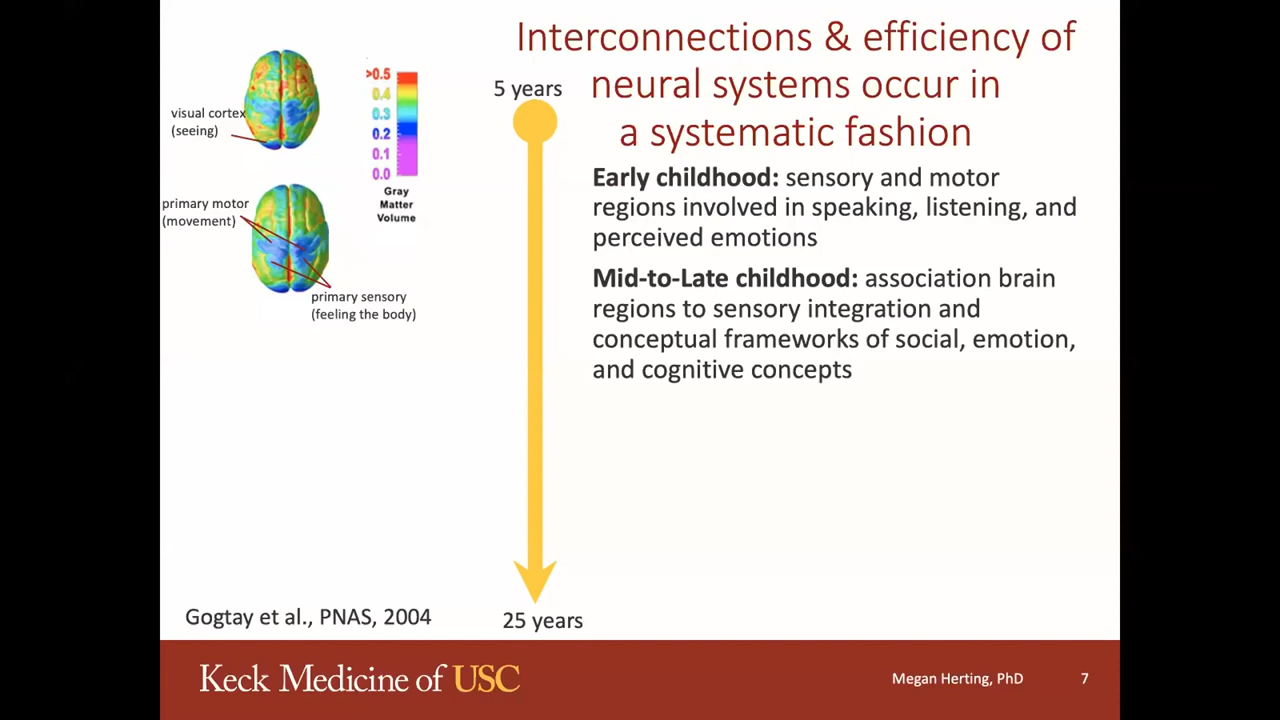 Interconnections & efficiency of
neural systems occur in
a systematic fashion
visual cortex
(seeing)
>0.5
0.4
0.3
0.2
0.1
0.0
Gray
Matter
Volume
primary motor
(movement)
primary sensory
(feeling the body)
5 years
25 years
Early childhood: sensory and motor
regions involved in speaking, listening, and
perceived emotions
Mid-to-Late childhood: association brain
regions to sensory integration and
conceptual frameworks of social, emotion,
and cognitive concepts
Gogtay et al., PNAS, 2004
Keck Medicine of USC
Megan Herting, PhD
7